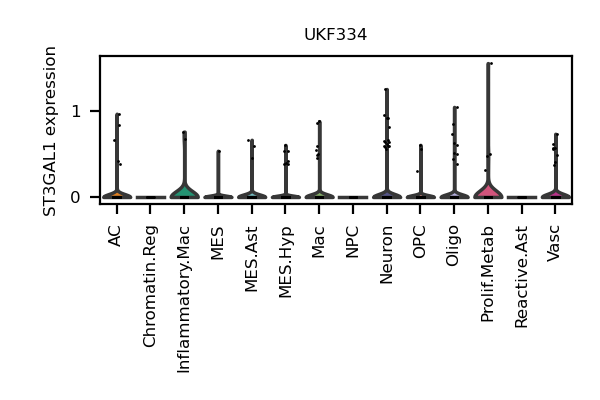 UKF334
ST3GAL1 expression
1
0
AC
Chromatin.Reg
Inflammatory.Mac
MES
MES.Ast
MES.Hyp
Mac
NPC
Neuron
OPC
Oligo
Prolif.Metab
Reactive.Ast
Vasc